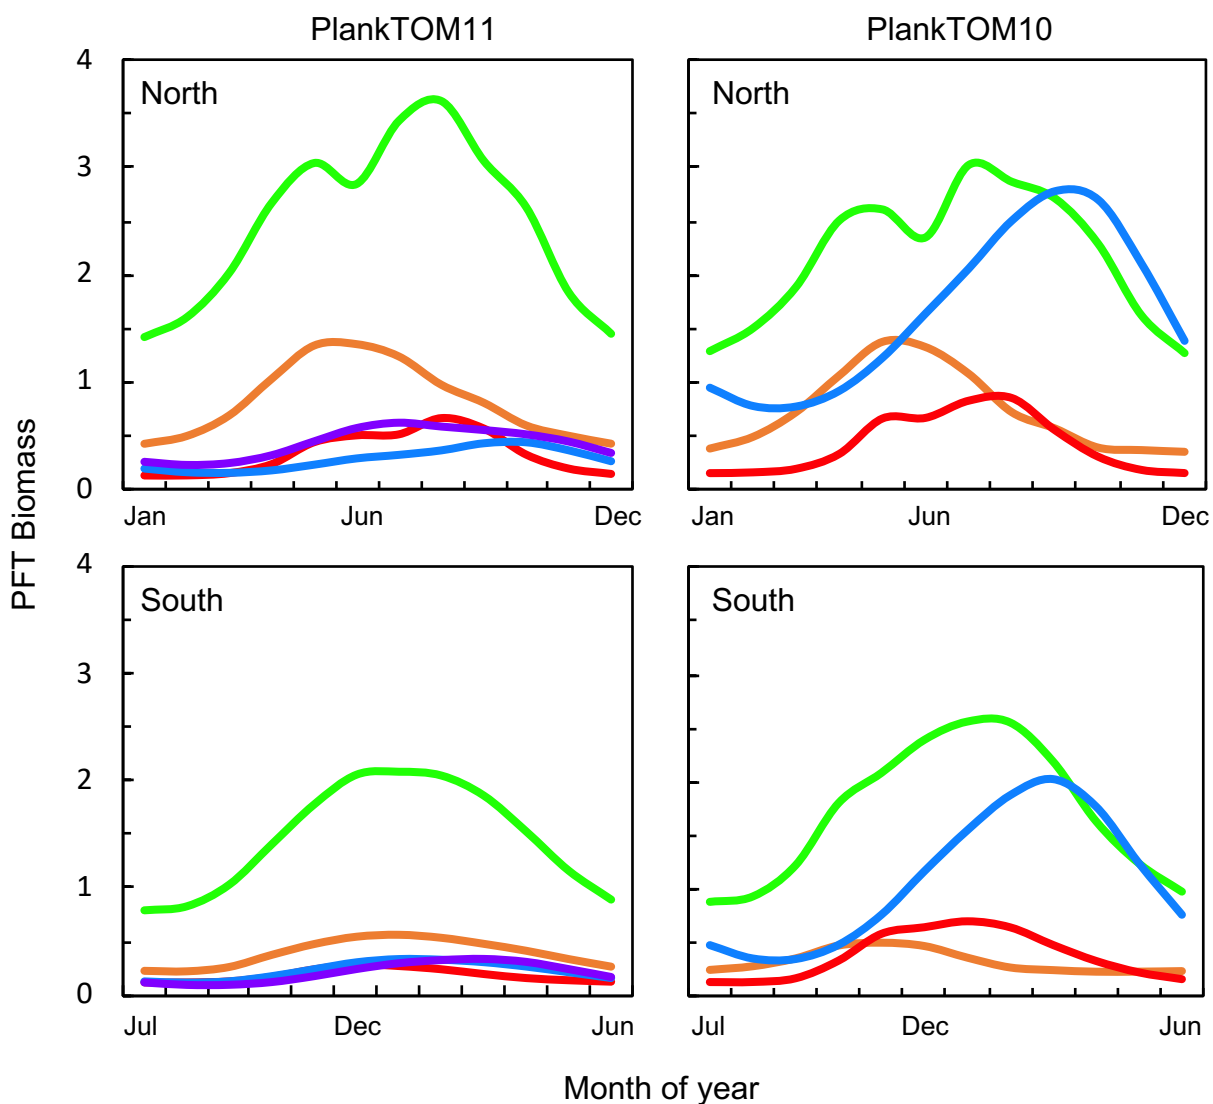 PlankTOM11 PlankTOM10
4
North North
3
2
1
0
Jan Jun Dec Jan Jun Dec
PFT Biomass
4
South South
3
2
1
0
Jul Dec Jun Jul Dec Jun
Month of year